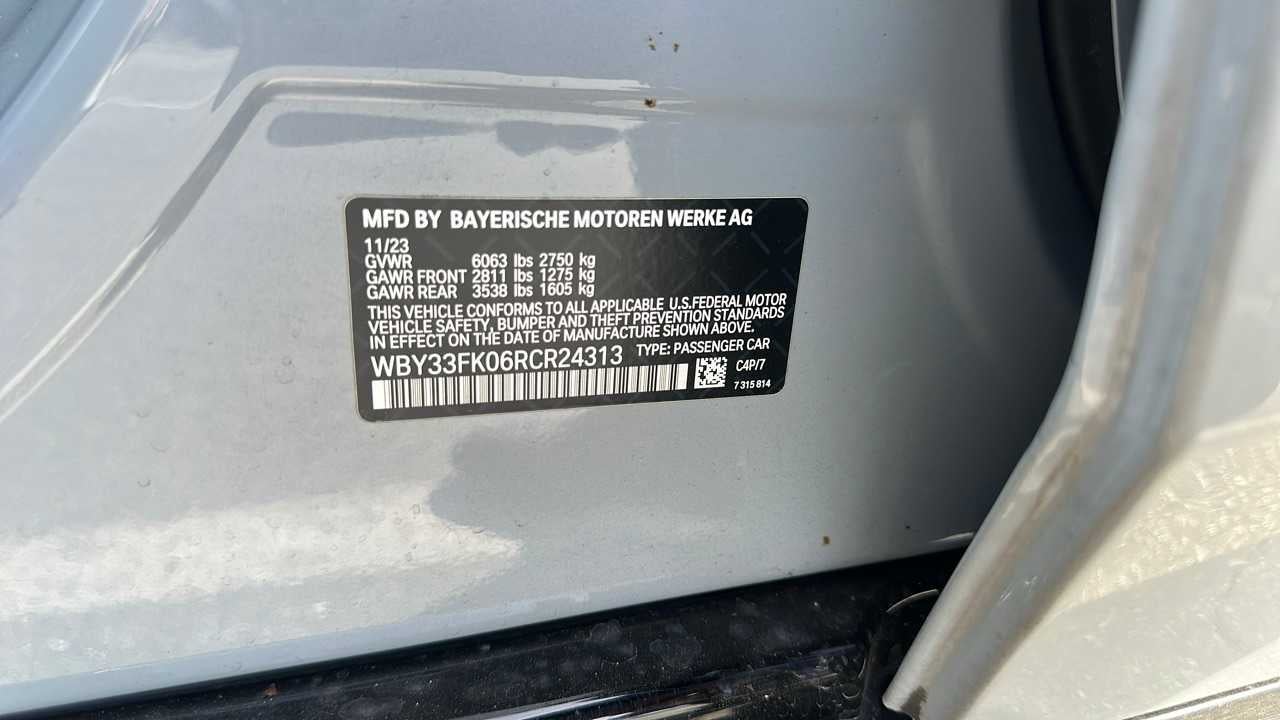 MFD BY BAYERISCHE MOTOREN WERKE AG
11/23
GVWR 6063 lbs 2750 kg
GAWR FRONT 2811 lbs 1275 kg
GAWR REAR 3538 lbs 1605 kg
THIS VEHICLE CONFORMS TO ALL APPLICABLE U.S.FEDERAL MOTOR
VEHICLE SAFETY, BUMPER AND THEFT PREVENTION STANDARDS
IN EFFECT ON THE DATE OF MANUFACTURE SHOWN ABOVE.
WBY33FK06RCR24313 TYPE: PASSENGER CAR
C4P/7
7 315 814